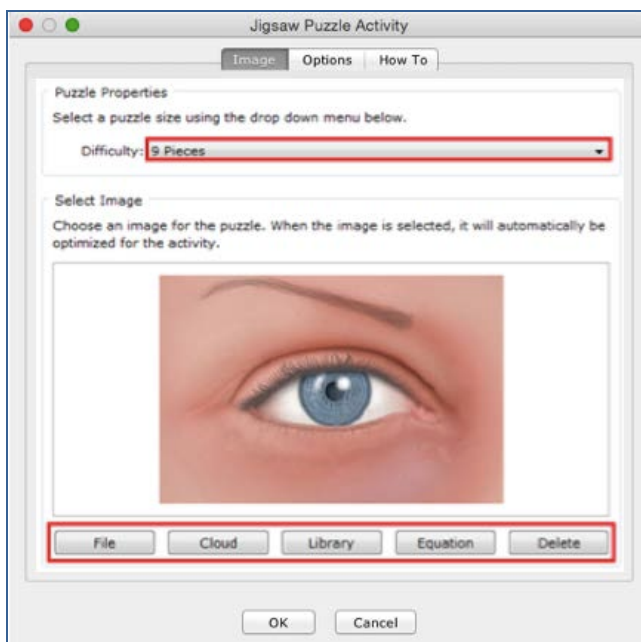 Jigsaw Puzzle Activity
Image Options How To
Puzzle Properties
Select a puzzle size using the drop down menu below.
Difficulty: 9 Pieces
Select Image
Choose an image for the puzzle. When the image is selected, it will automatically be
optimized for the activity.
File Cloud Library Equation Delete
OK Cancel